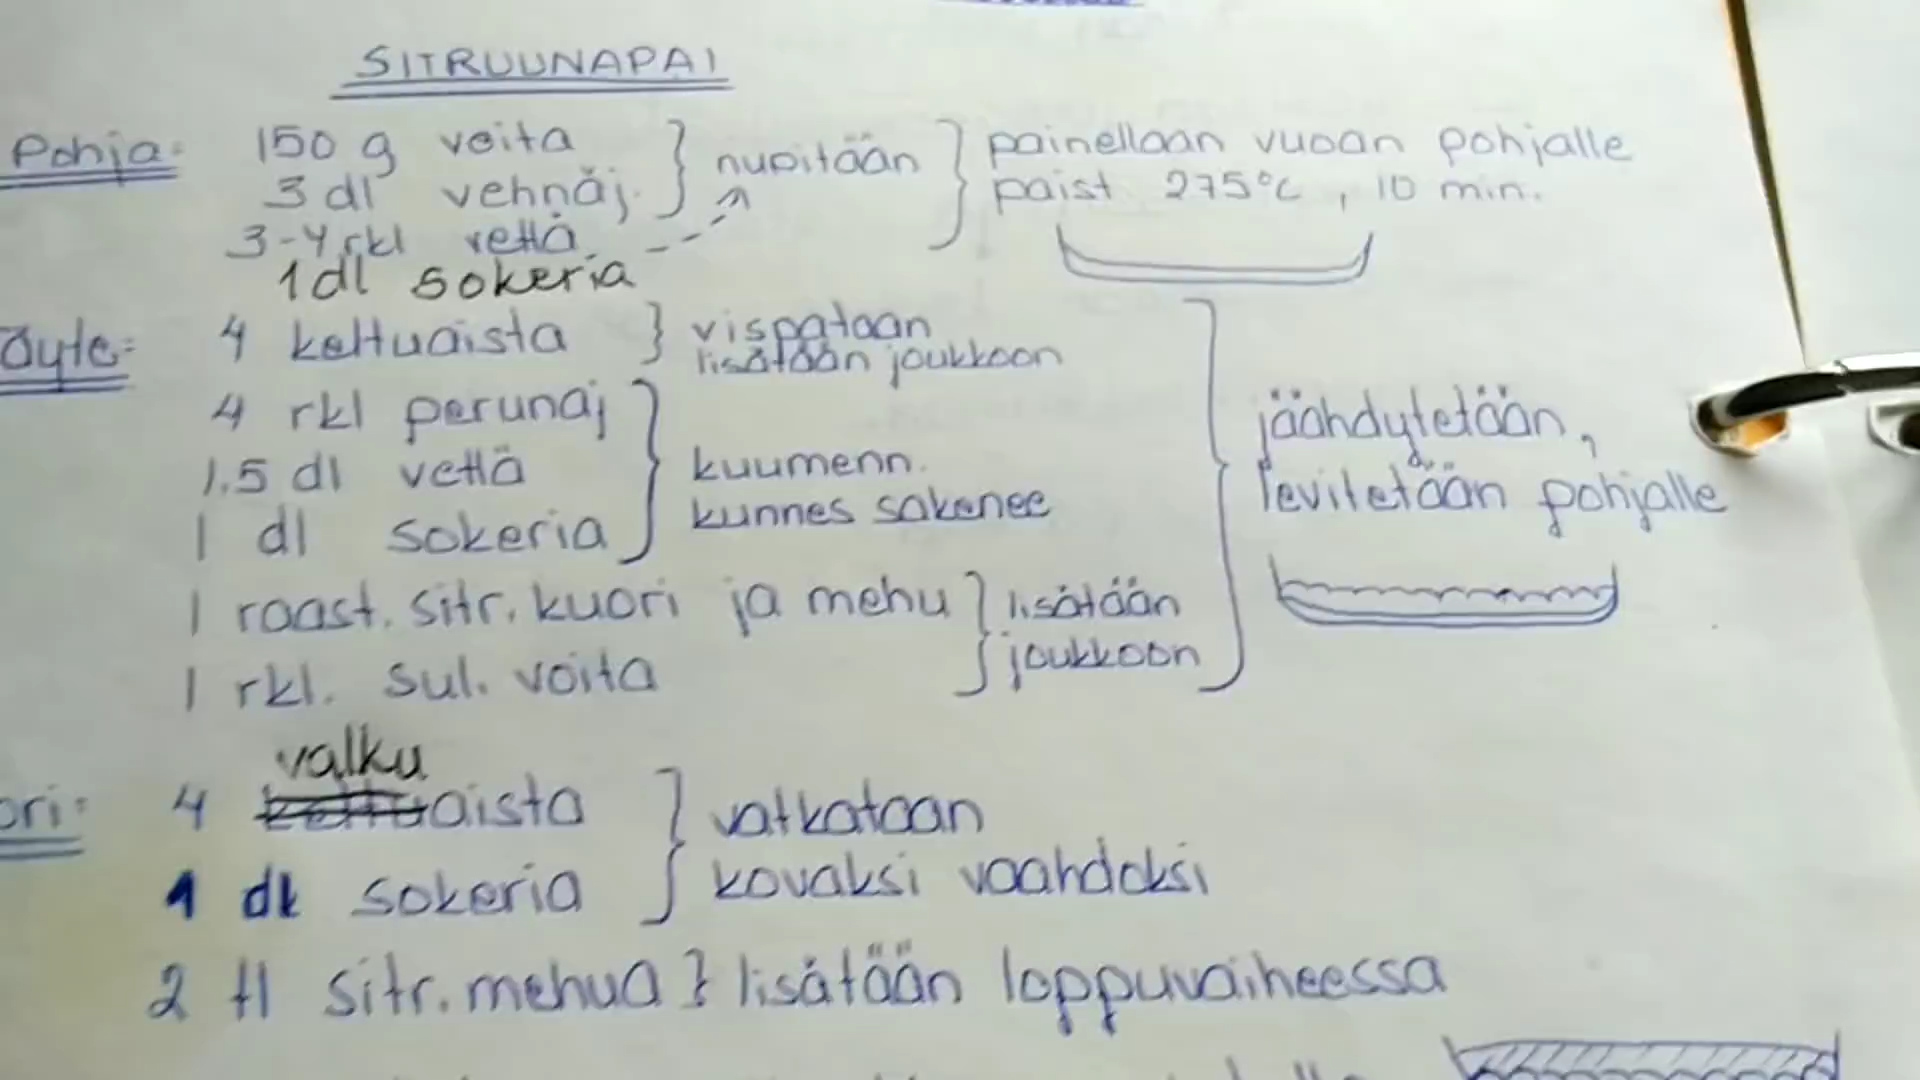 SITRUUNAPAI
Pohja: 150 g voita } nupitään } painellaan vuoan pohjalle
3 dl vehnäj. paist 275°C, 10 min.
3-4 rkl vettä
1 dl sokeria
äyte: 4 keltuaista } vispataan
lisätään joukkoon
4 rkl perunaj
1.5 dl vettä } kuumenn.
1 dl sokeria kunnes sakenee
jäähdytetään,
levitetään pohjalle
1 raast. sitr. kuori ja mehu } lisätään
1 rkl. sul. voita joukkoon
valku
ori: 4 keltuaista } vatkataan
1 dl sokeria kovaksi vaahdoksi
2 tl sitr. mehua } lisätään loppuvaiheessa